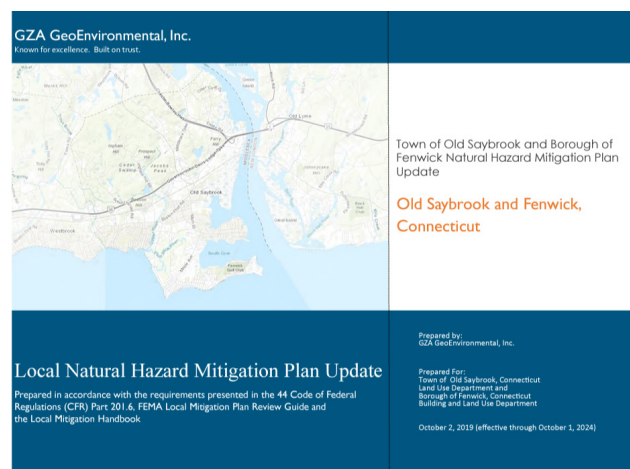 GZA GeoEnvironmental, Inc.
Known for excellence. Built on trust.
Old Lyme
Old Saybrook
Westbrook
South Cove
Town of Old Saybrook and Borough of
Fenwick Natural Hazard Mitigation Plan
Update
Old Saybrook and Fenwick,
Connecticut
Local Natural Hazard Mitigation Plan Update
Prepared in accordance with the requirements presented in the 44 Code of Federal
Regulations (CFR) Part 201.6, FEMA Local Mitigation Plan Review Guide and
the Local Mitigation Handbook
Prepared by:
GZA GeoEnvironmental, Inc.
Prepared For:
Town of Old Saybrook, Connecticut
Land Use Department and
Borough of Fenwick, Connecticut
Building and Land Use Department
October 2, 2019 (effective through October 1, 2024)